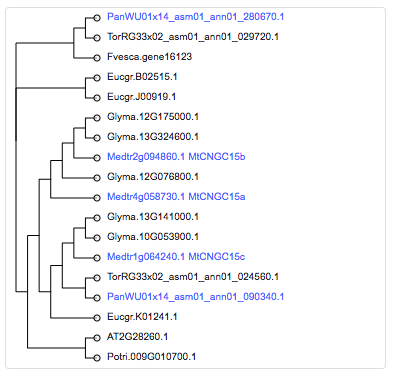 PanWU01x14_asm01_ann01_280670.1
TorRG33x02_asm01_ann01_029720.1
Fvesca.gene16123
Eucgr.B02515.1
Eucgr.J00919.1
Glyma.12G175000.1
Glyma.13G324600.1
Medtr2g094860.1 MtCNGC15b
Glyma.12G076800.1
Medtr4g058730.1 MtCNGC15a
Glyma.13G141000.1
Glyma.10G053900.1
Medtr1g064240.1 MtCNGC15c
TorRG33x02_asm01_ann01_024560.1
PanWU01x14_asm01_ann01_090340.1
Eucgr.K01241.1
AT2G28260.1
Potri.009G010700.1